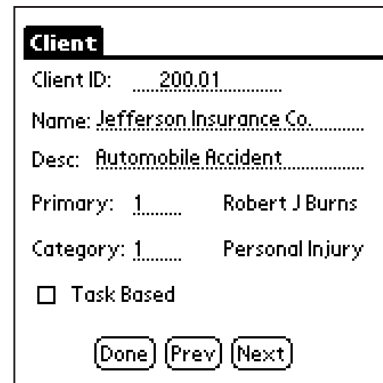 Client
Client ID: 200.01
Name: Jefferson Insurance Co.
Desc: Automobile Accident
Primary: 1 Robert J Burns
Category: 1 Personal Injury
Task Based
Done Prev Next